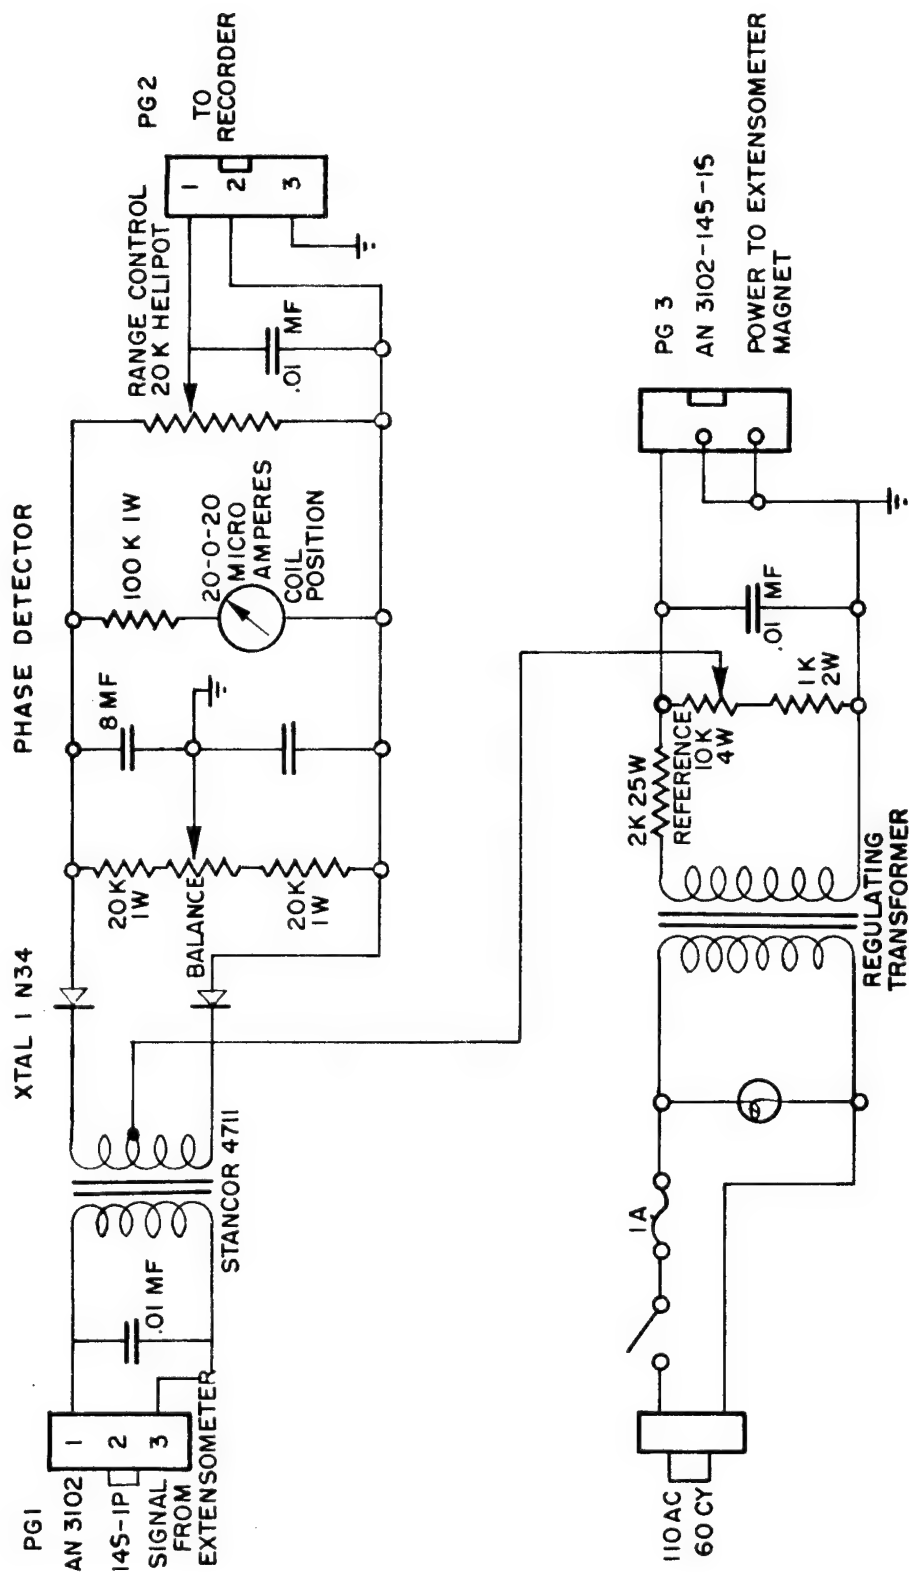 PHASE DETECTOR
PG1
AN 3102
14S-1P
SIGNAL
FROM
EXTENSOMETER
1
2
3
.01 MF
STANCOR 4711
XTAL 1 N34
20K
1W
BALANCE
20K
1W
8 MF
100K 1W
20-0-20
MICRO
AMPERES
COIL
POSITION
RANGE CONTROL
20K HELIPOT
.01 MF
1
2
3
PG2
TO
RECORDER
110AC
60 CY
1A
REGULATING
TRANSFORMER
2K 25W
REFERENCE
10K
4W
1K
2W
.01 MF
PG 3
AN 3102-14S-1S
POWER TO EXTENSOMETER
MAGNET